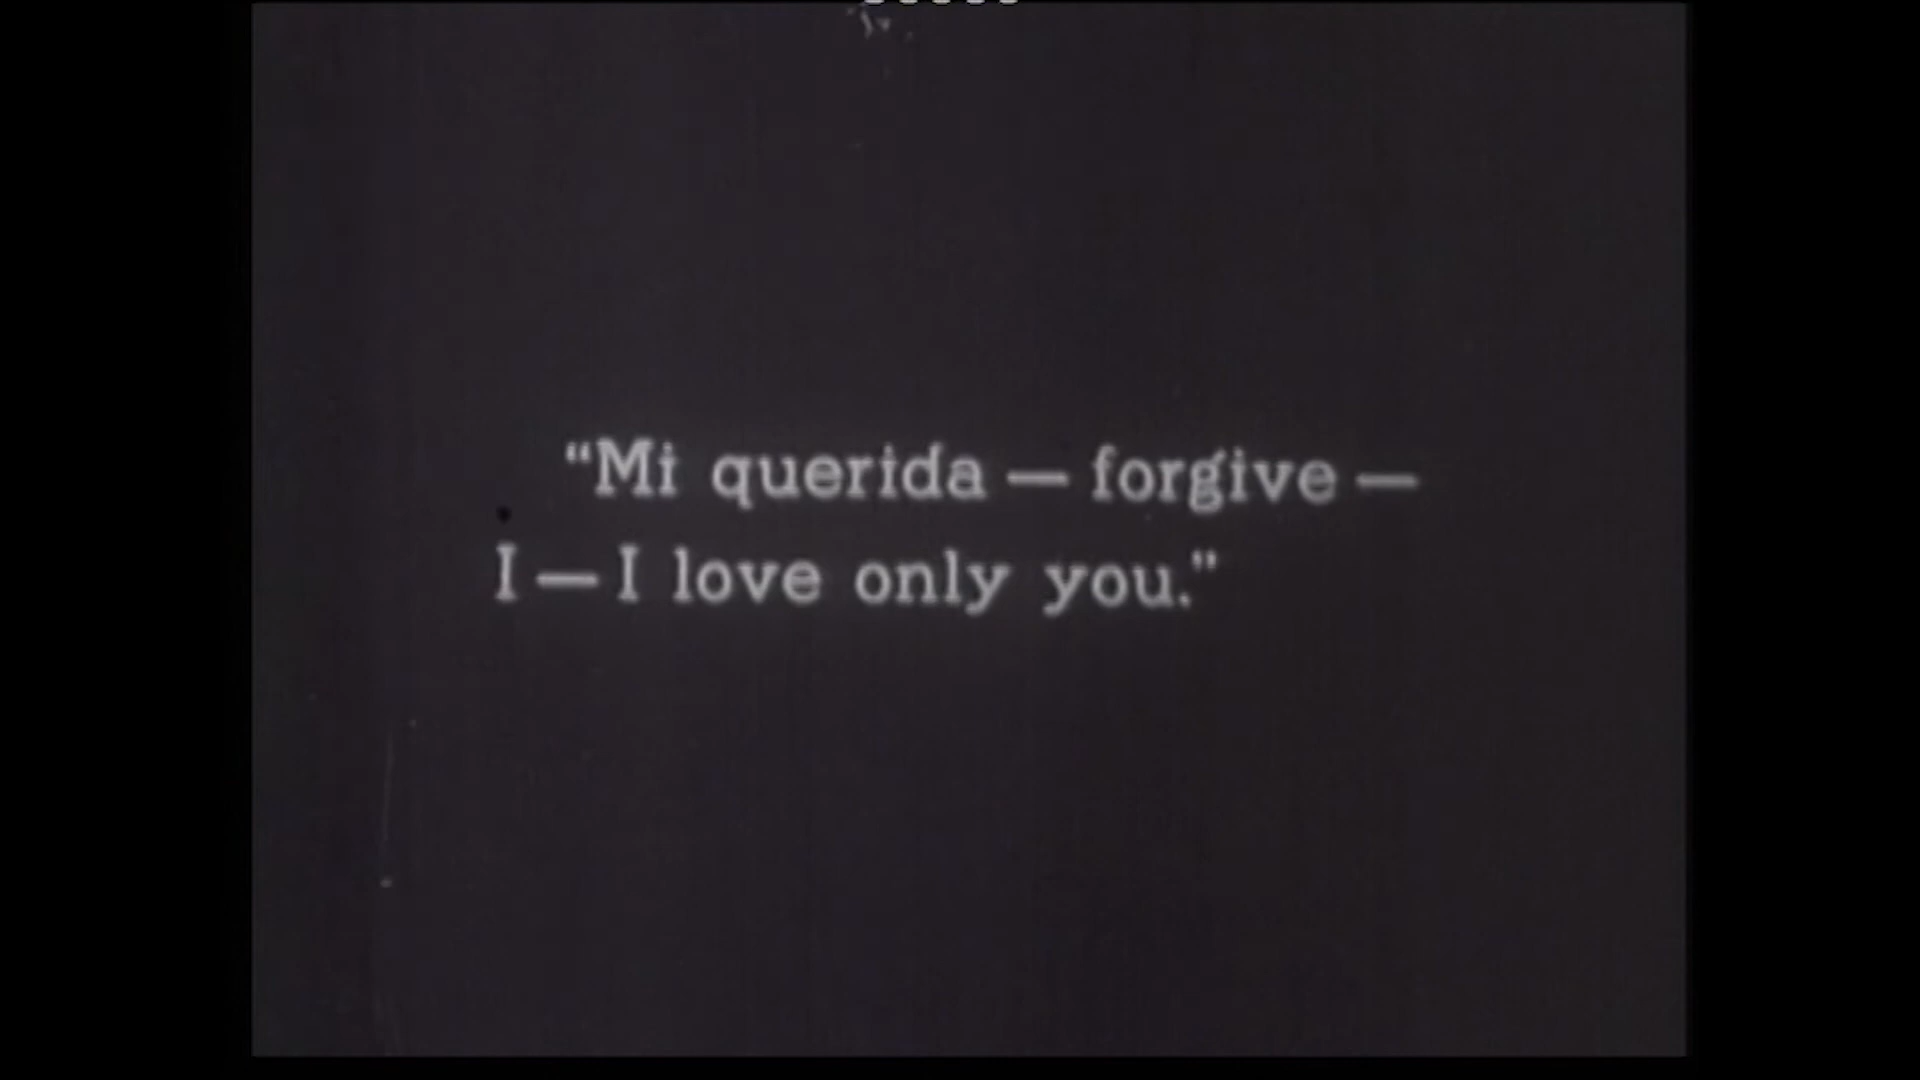 “Mi querida — forgive —
I — I love only you.”